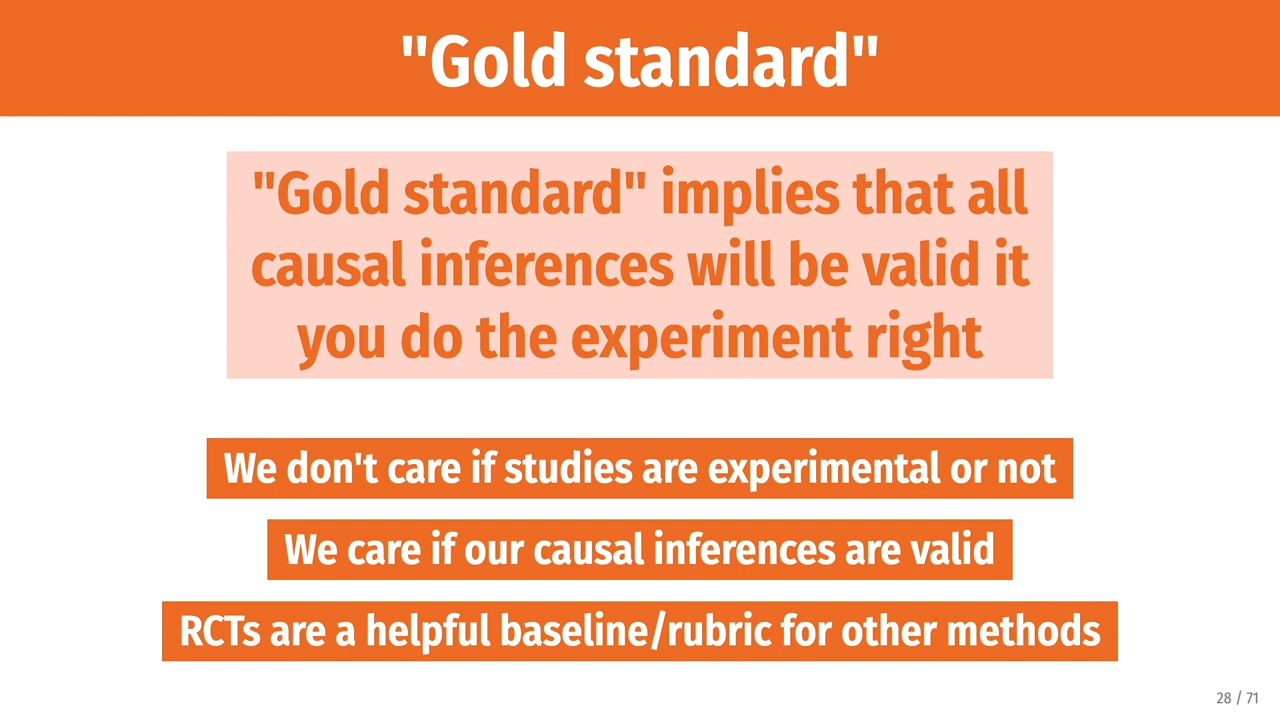 "Gold standard"
"Gold standard" implies that all
causal inferences will be valid it
you do the experiment right
We don't care if studies are experimental or not
We care if our causal inferences are valid
RCTs are a helpful baseline/rubric for other methods
28 / 71